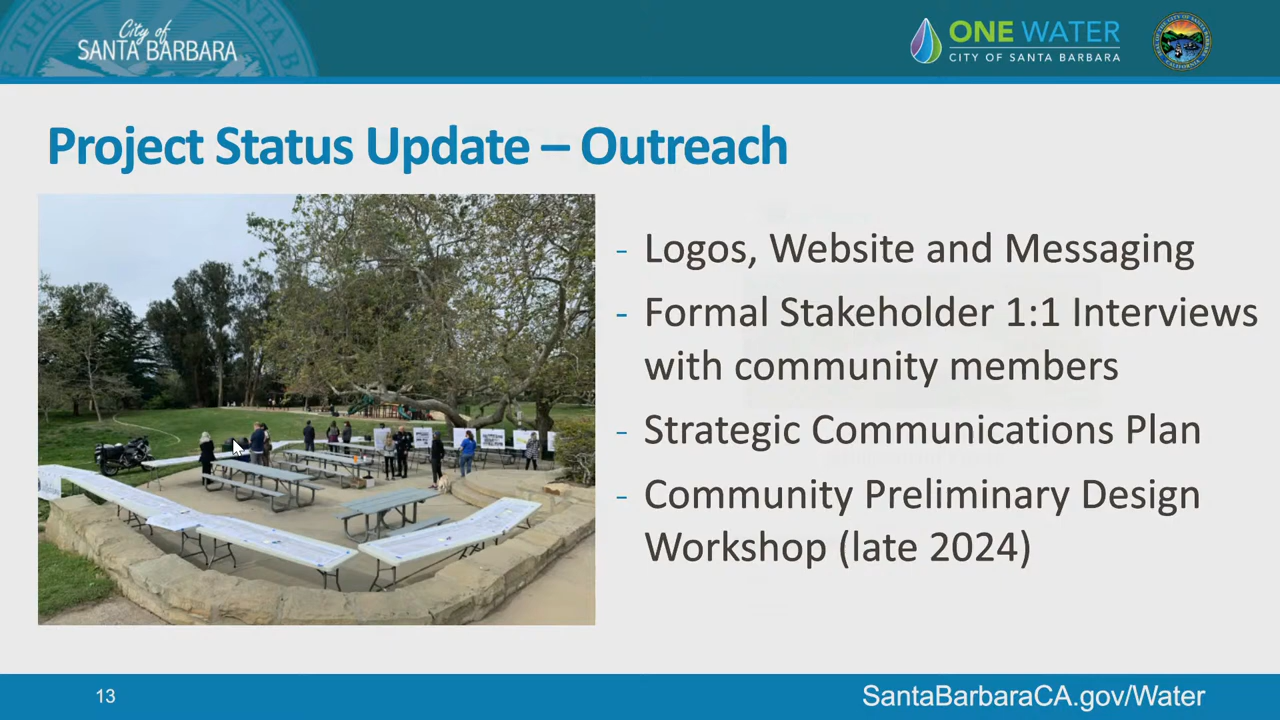 City of
SANTA BARBARA
ONE WATER
CITY OF SANTA BARBARA
Project Status Update – Outreach
- Logos, Website and Messaging
- Formal Stakeholder 1:1 Interviews
with community members
- Strategic Communications Plan
- Community Preliminary Design
Workshop (late 2024)
13
SantaBarbaraCA.gov/Water